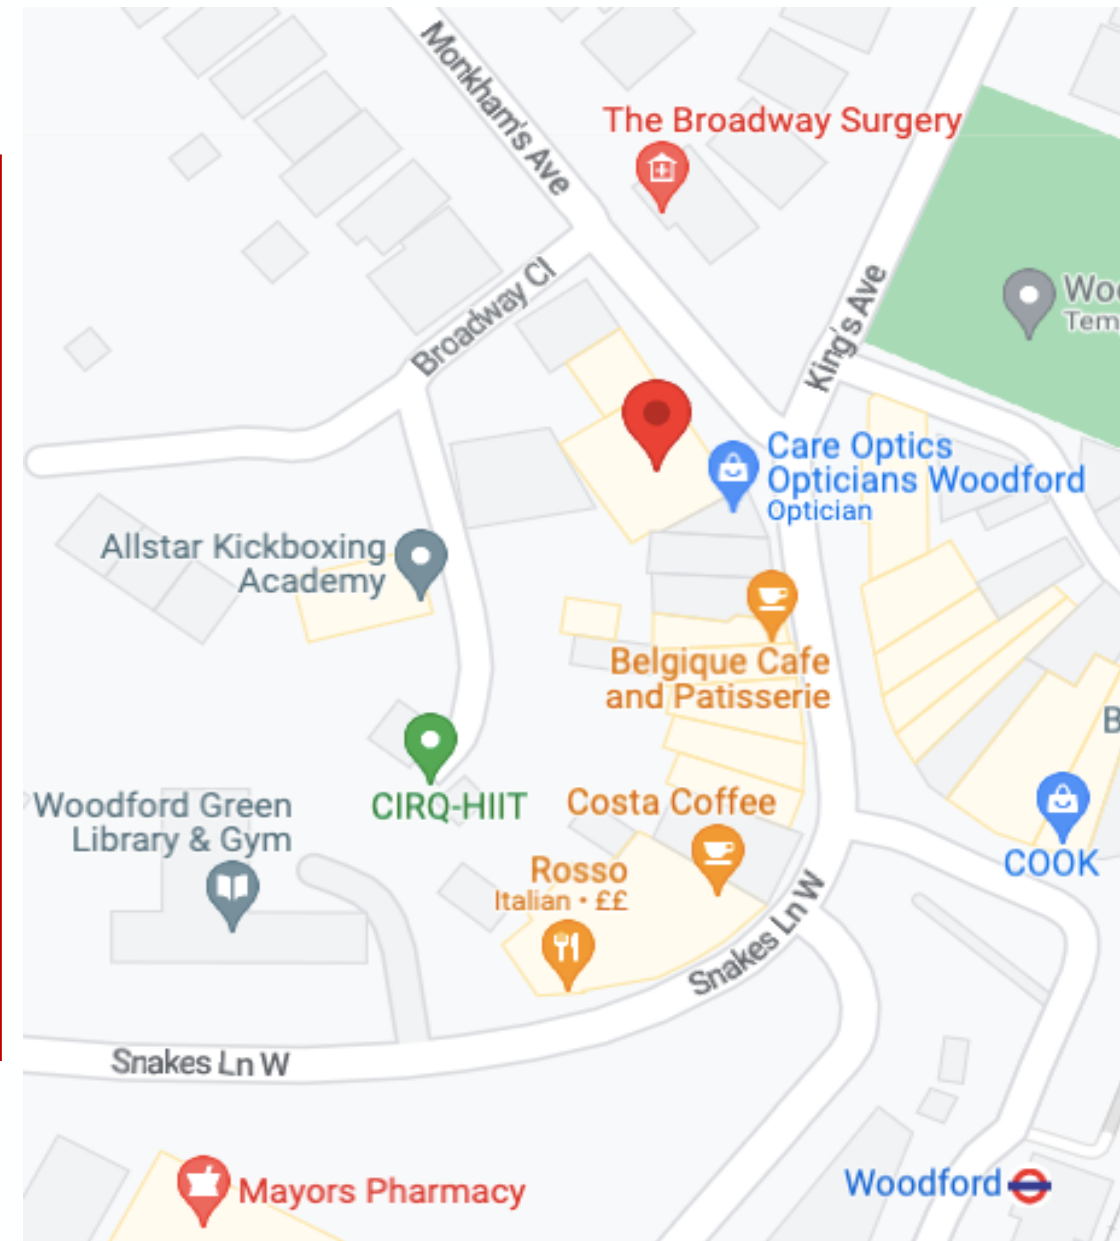 Monkham's Ave
The Broadway Surgery
Broadway Cl
King's Ave
Woo
Tem
Care Optics
Opticians Woodford
Optician
Allstar Kickboxing
Academy
Belgique Cafe
and Patisserie
B
Woodford Green
Library & Gym
CIRQ-HIIT
Costa Coffee
COOK
Rosso
Italian • ££
Snakes Ln W
Snakes Ln W
Mayors Pharmacy
Woodford